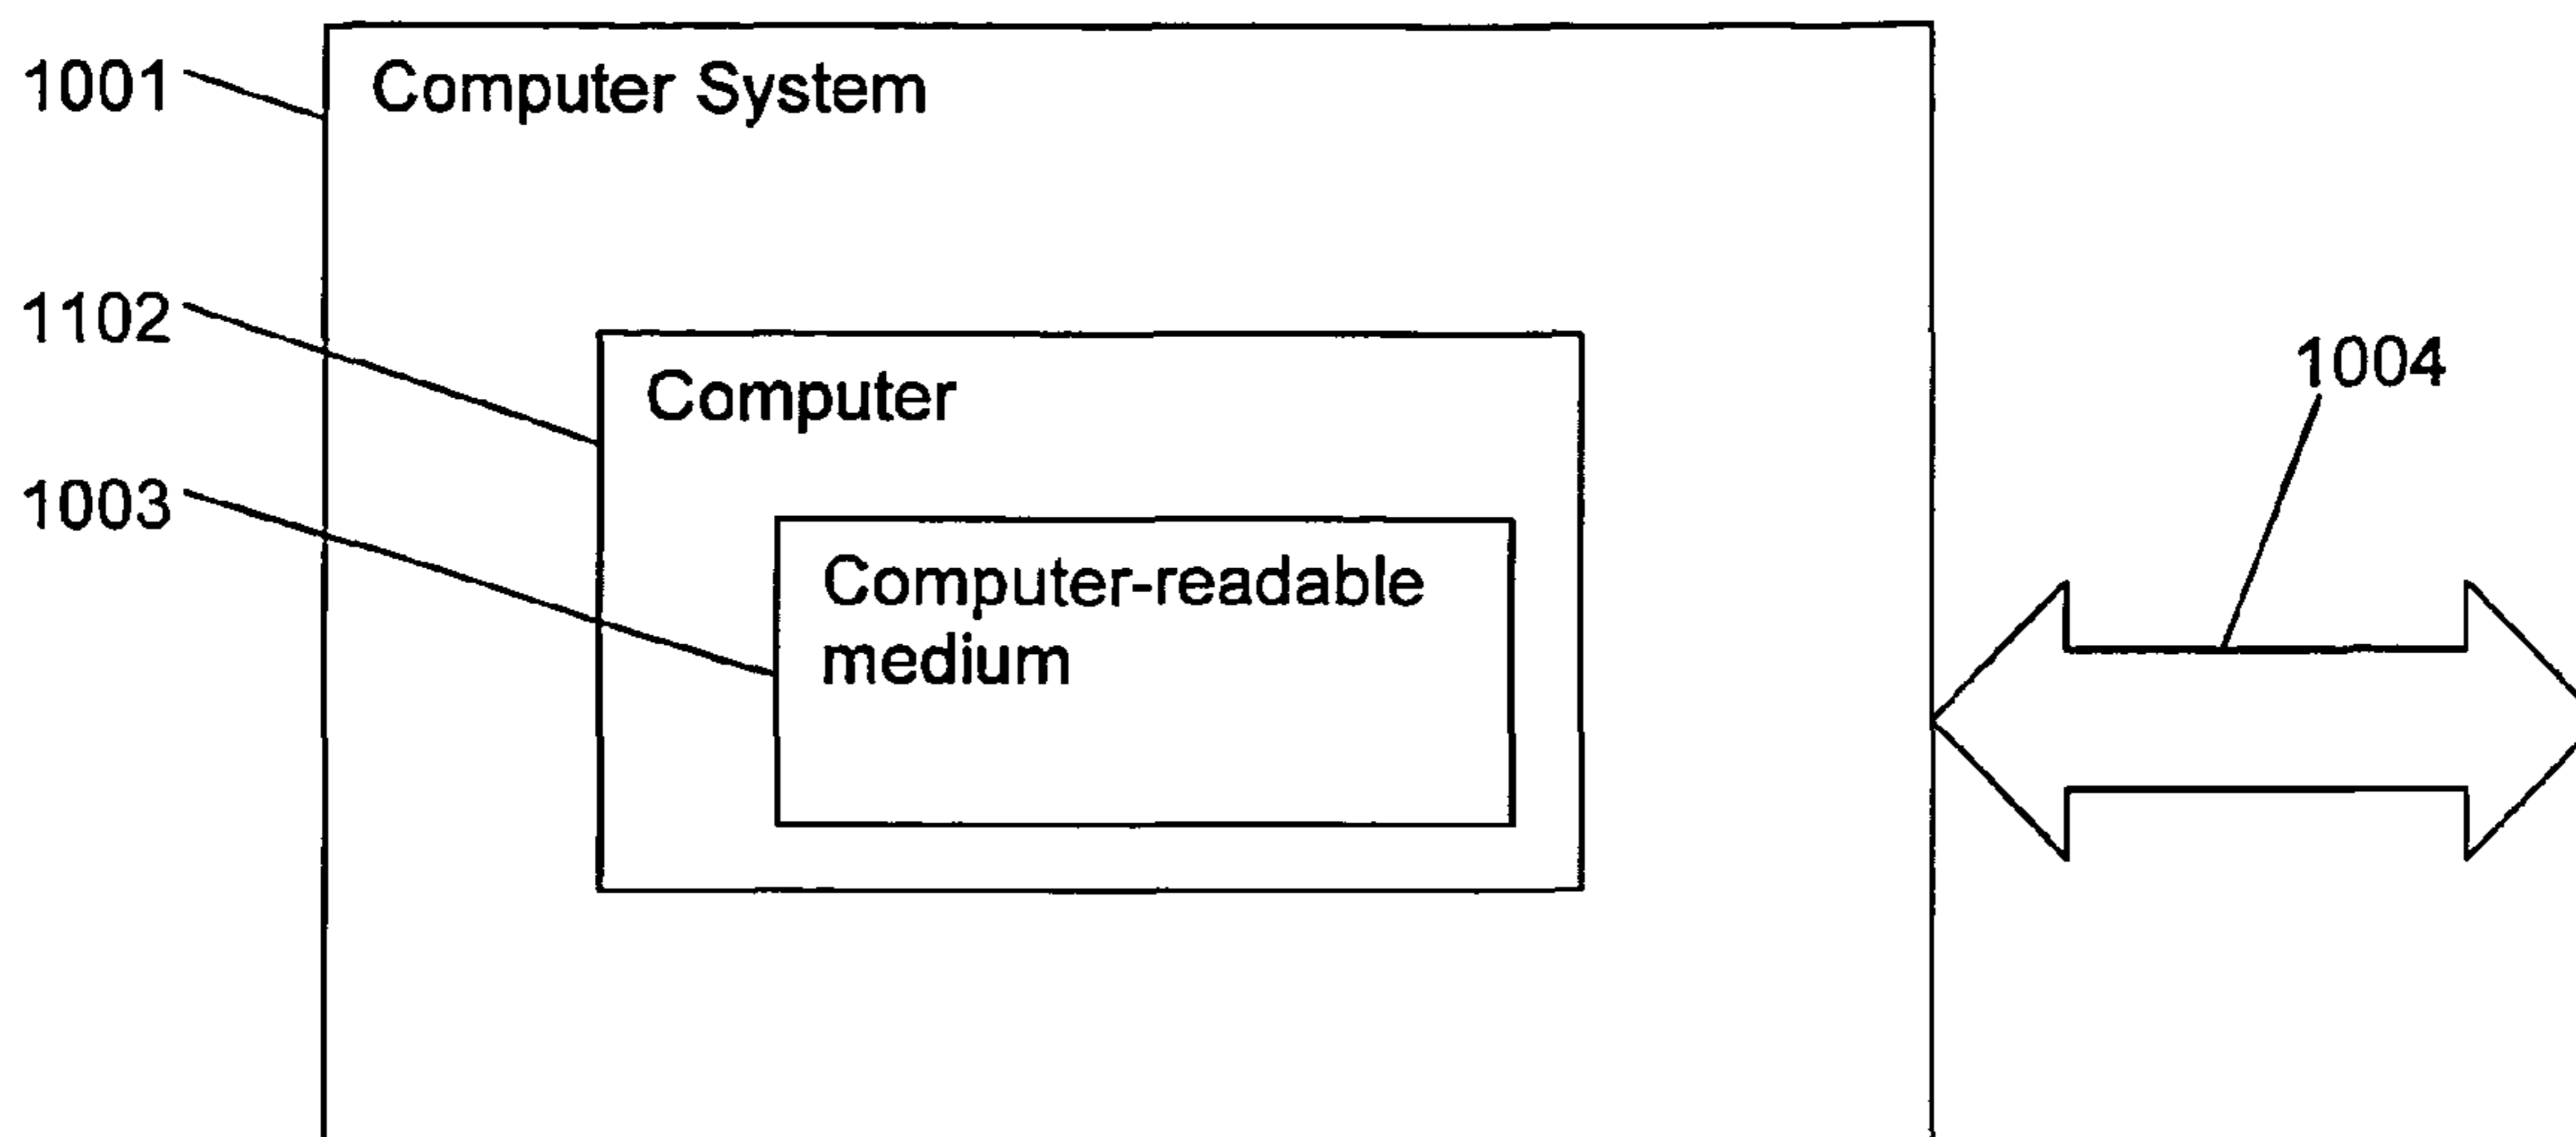 1001
Computer System
1102
Computer
1004
1003
Computer-readable
medium